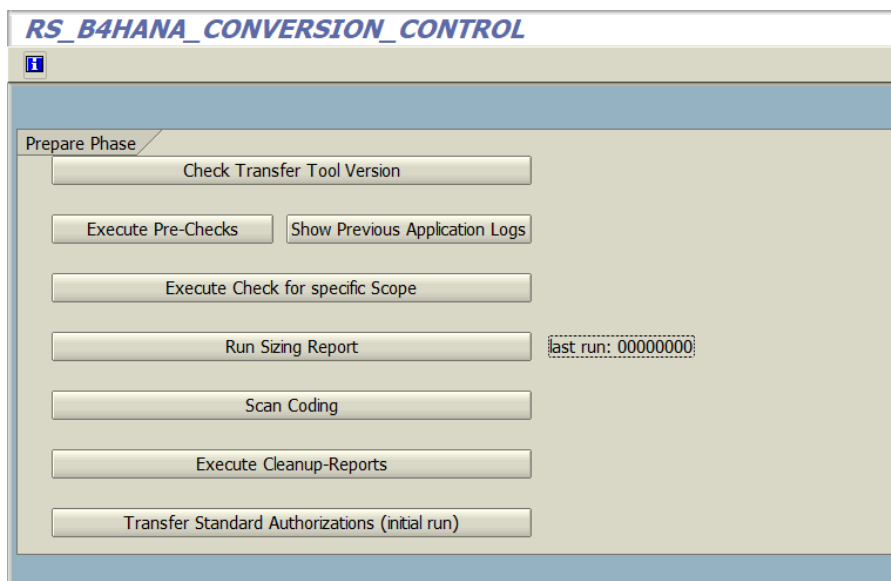 RS_B4HANA_CONVERSION_CONTROL
Prepare Phase
Check Transfer Tool Version
Execute Pre-Checks Show Previous Application Logs
Execute Check for specific Scope
Run Sizing Report last run: 00000000
Scan Coding
Execute Cleanup-Reports
Transfer Standard Authorizations (initial run)